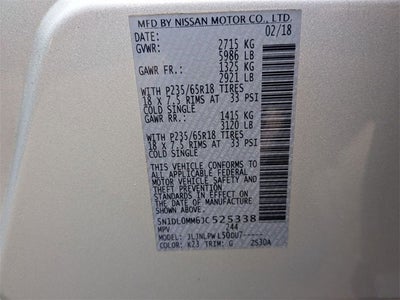 MFD BY NISSAN MOTOR CO., LTD.
DATE: 02/18
GVWR: 2715 KG
5986 LB
GAWR FR.: 1325 KG
2921 LB
WITH P235/65R18 TIRES
18 X 7.5 RIMS AT 33 PSI
COLD SINGLE
GAWR RR.: 1415 KG
3120 LB
WITH P235/65R18 TIRES
18 X 7.5 RIMS AT 33 PSI
COLD SINGLE
THIS VEHICLE CONFORMS TO
ALL APPLICABLE FEDERAL
MOTOR VEHICLE SAFETY AND
THEFT PREVENTION
STANDARDS IN EFFECT ON
THE DATE OF MANUFACTURE
SHOWN ABOVE
5N1DL0MM6JC525338
MPV 244
MODEL: JLJNLPW L50UU7-----
COLOR: K23 TRIM: G 2530A